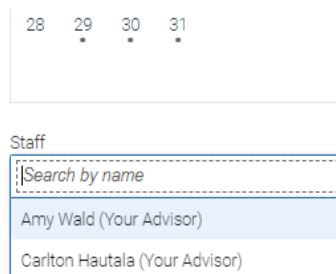 28 29 30 31
Staff
Search by name
Amy Wald (Your Advisor)
Carlton Hautala (Your Advisor)